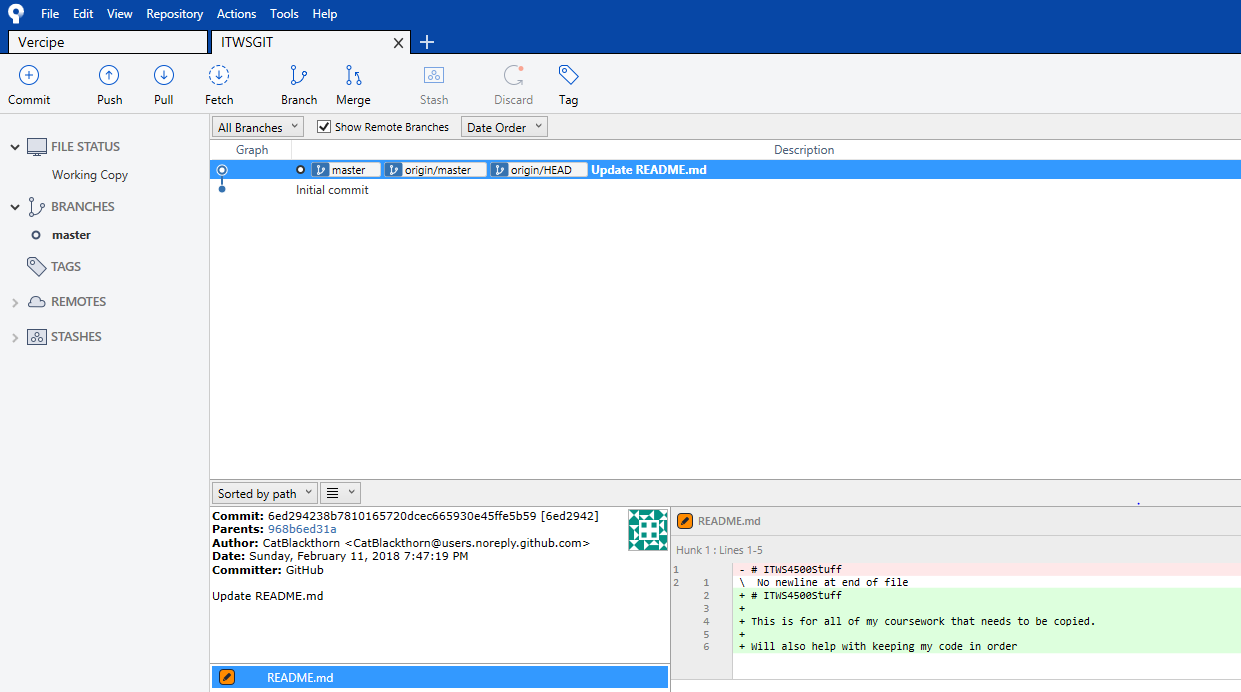 File Edit View Repository Actions Tools Help
Vercipe ITWSGIT
Commit Push Pull Fetch Branch Merge Stash Discard Tag
FILE STATUS
Working Copy
BRANCHES
master
TAGS
REMOTES
STASHES
All Branches Show Remote Branches Date Order
Graph Description
master origin/master origin/HEAD Update README.md
Initial commit
Sorted by path
Commit: 6ed294238b7810165720dcec665930e45ffe5b59 [6ed2942]
Parents: 968b6ed31a
Author: CatBlackthorn <CatBlackthorn@users.noreply.github.com>
Date: Sunday, February 11, 2018 7:47:19 PM
Committer: GitHub
Update README.md
README.md
README.md
Hunk 1 : Lines 1-5
1 - # ITWS4500Stuff
2 1 \ No newline at end of file
2 + # ITWS4500Stuff
3 +
4 + This is for all of my coursework that needs to be copied.
5 +
6 + Will also help with keeping my code in order